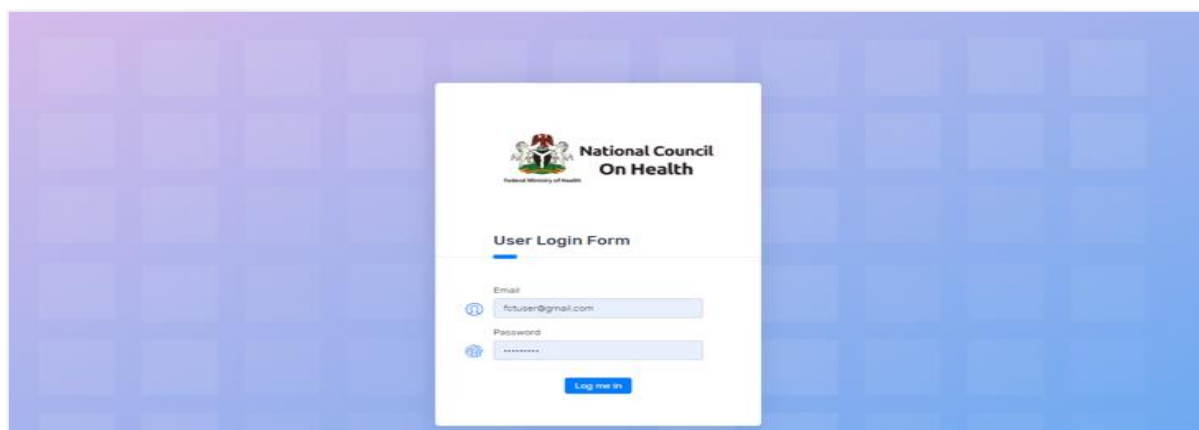 National Council
On Health
Federal Ministry of Health
User Login Form
Email
fctuser@gmail.com
Password
•••••••••
Log me in